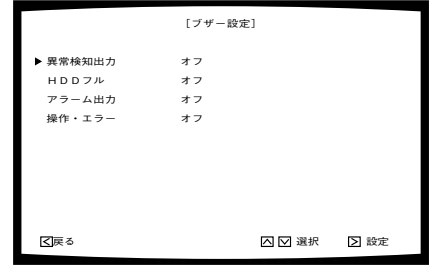 [ブザー設定]
▶ 異常検知出力 オフ
HDDフル オフ
アラーム出力 オフ
操作・エラー オフ
<戻る ∧ ∨ 選択 > 設定